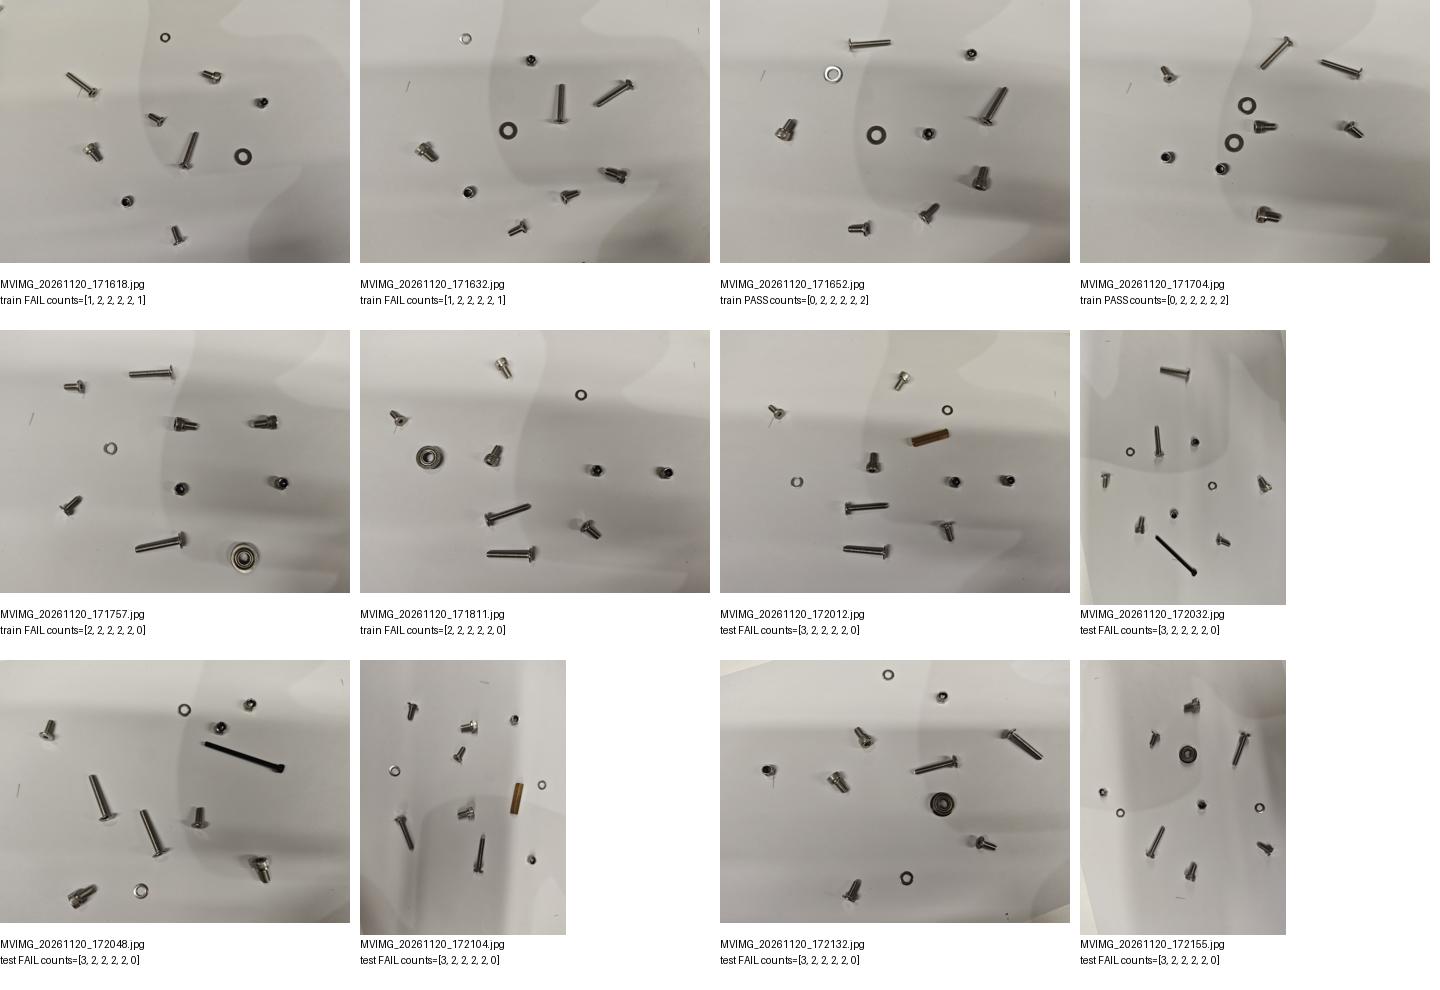 MVIMG_20261120_171618.jpg
train FAIL counts=[1, 2, 2, 2, 2, 1]
MVIMG_20261120_171632.jpg
train FAIL counts=[1, 2, 2, 2, 2, 1]
MVIMG_20261120_171652.jpg
train PASS counts=[0, 2, 2, 2, 2, 2]
MVIMG_20261120_171704.jpg
train PASS counts=[0, 2, 2, 2, 2, 2]
MVIMG_20261120_171757.jpg
train FAIL counts=[2, 2, 2, 2, 2, 0]
MVIMG_20261120_171811.jpg
train FAIL counts=[2, 2, 2, 2, 2, 0]
MVIMG_20261120_172012.jpg
test FAIL counts=[3, 2, 2, 2, 2, 0]
MVIMG_20261120_172032.jpg
test FAIL counts=[3, 2, 2, 2, 2, 0]
MVIMG_20261120_172048.jpg
test FAIL counts=[3, 2, 2, 2, 2, 0]
MVIMG_20261120_172104.jpg
test FAIL counts=[3, 2, 2, 2, 2, 0]
MVIMG_20261120_172132.jpg
test FAIL counts=[3, 2, 2, 2, 2, 0]
MVIMG_20261120_172155.jpg
test FAIL counts=[3, 2, 2, 2, 2, 0]